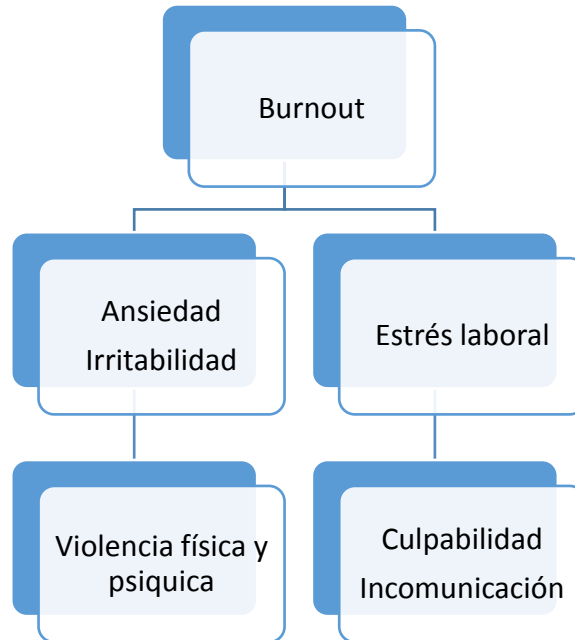 Burnout
Ansiedad
Irritabilidad
Estrés laboral
Violencia física y
psiquica
Culpabilidad
Incomunicación